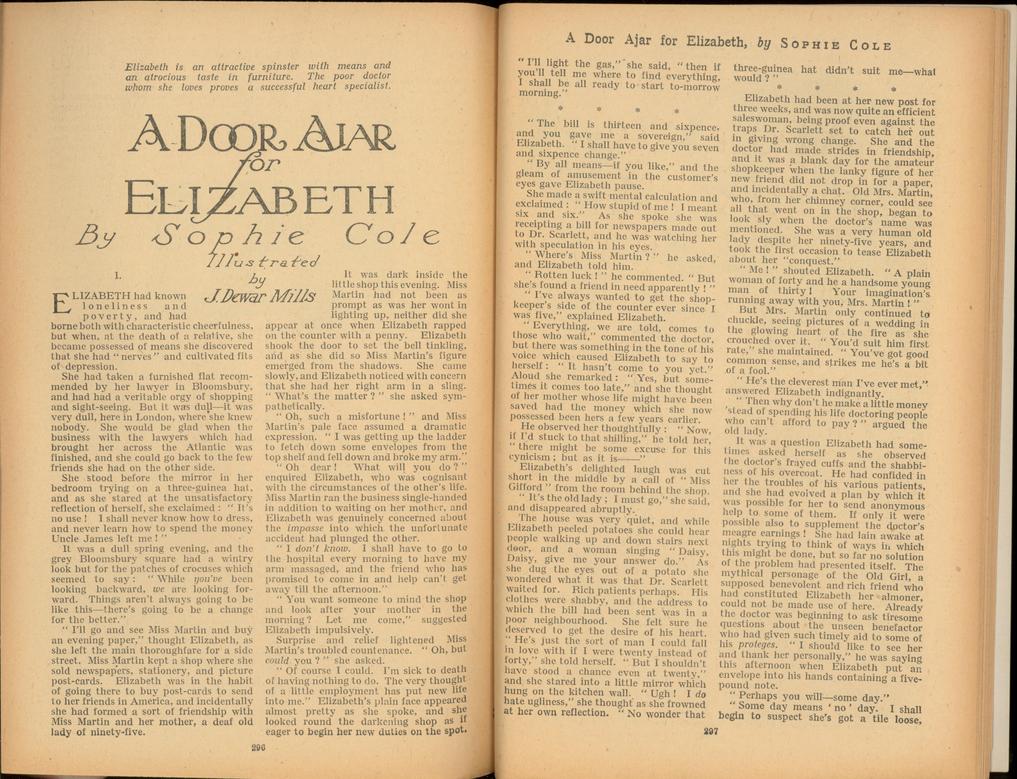 Elizabeth is an attractive spinster with means and
an atrocious taste in furniture. The poor doctor
whom she loves proves a successful heart specialist.
A DOOR AJAR
for
ELIZABETH
By Sophie Cole
Illustrated
by
J. Dewar Mills
I.
ELIZABETH had known
loneliness and
poverty, and had
borne both with characteristic cheerfulness,
but when, at the death of a relative, she
became possessed of means she discovered
that she had "nerves" and cultivated fits
of depression.
She had taken a furnished flat recom-
mended by her lawyer in Bloomsbury,
and had had a veritable orgy of shopping
and sight-seeing. But it was dull—it was
very dull, here in London, where she knew
nobody. She would be glad when the
business with the lawyers which had
brought her across the Atlantic was
finished, and she could go back to the few
friends she had on the other side.
She stood before the mirror in her
bedroom trying on a three-guinea hat,
and as she stared at the unsatisfactory
reflection of herself, she exclaimed: "It's
no use! I shall never know how to dress,
and never learn how to spend the money
Uncle James left me!"
It was a dull spring evening, and the
grey Bloomsbury square had a wintry
look but for the patches of crocuses which
seemed to say: "While you've been
looking backward, we are looking for-
ward. Things aren't always going to be
like this—there's going to be a change
for the better."
"I'll go and see Miss Martin and buy
an evening paper," thought Elizabeth, as
she left the main thoroughfare for a side
street. Miss Martin kept a shop where she
sold newspapers, stationery, and picture
post-cards. Elizabeth was in the habit
of going there to buy post-cards to send
to her friends in America, and incidentally
she had formed a sort of friendship with
Miss Martin and her mother, a deaf old
lady of ninety-five.
It was dark inside the
little shop this evening. Miss
Martin had not been as
prompt as was her wont in
lighting up, neither did she
appear at once when Elizabeth rapped
on the counter with a penny. Elizabeth
shook the door to set the bell tinkling,
and as she did so Miss Martin's figure
emerged from the shadows. She came
slowly, and Elizabeth noticed with concern
that she had her right arm in a sling.
"What's the matter?" she asked sym-
pathetically.
"Oh, such a misfortune!" and Miss
Martin's pale face assumed a dramatic
expression. "I was getting up the ladder
to fetch down some envelopes from the
top shelf and fell down and broke my arm."
"Oh dear! What will you do?"
enquired Elizabeth, who was cognisant
with the circumstances of the other's life.
Miss Martin ran the business single-handed
in addition to waiting on her mother, and
Elizabeth was genuinely concerned about
the impasse into which the unfortunate
accident had plunged the other.
"I don't know. I shall have to go to
the hospital every morning to have my
arm massaged, and the friend who has
promised to come in and help can't get
away till the afternoon."
"You want someone to mind the shop
and look after your mother in the
morning? Let me come," suggested
Elizabeth impulsively.
Surprise and relief lightened Miss
Martin's troubled countenance. "Oh, but
could you?" she asked.
"Of course I could. I'm sick to death
of having nothing to do. The very thought
of a little employment has put new life
into me." Elizabeth's plain face appeared
almost pretty as she spoke, and she
looked round the darkening shop as if
eager to begin her new duties on the spot.
296
A Door Ajar for Elizabeth, by SOPHIE COLE
"I'll light the gas," she said, "then if
you'll tell me where to find everything,
I shall be all ready to start to-morrow
morning."
* * * *
"The bill is thirteen and sixpence,
and you gave me a sovereign," said
Elizabeth. "I shall have to give you seven
and sixpence change."
"By all means—if you like," and the
gleam of amusement in the customer's
eyes gave Elizabeth pause.
She made a swift mental calculation and
exclaimed: "How stupid of me! I meant
six and six." As she spoke she was
receipting a bill for newspapers made out
to Dr. Scarlett, and he was watching her
with speculation in his eyes.
"Where's Miss Martin?" he asked,
and Elizabeth told him.
"Rotten luck!" he commented. "But
she's found a friend in need apparently!"
"I've always wanted to get the shop-
keeper's side of the counter ever since I
was five," explained Elizabeth.
"Everything, we are told, comes to
those who wait," commented the doctor,
but there was something in the tone of his
voice which caused Elizabeth to say to
herself: "It hasn't come to you yet."
Aloud she remarked: "Yes, but some-
times it comes too late," and she thought
of her mother whose life might have been
saved had the money which she now
possessed been hers a few years earlier.
He observed her thoughtfully: "Now,
if I'd stuck to that shilling," he told her,
"there might be some excuse for this
cynicism; but as it is——"
Elizabeth's delighted laugh was cut
short in the middle by a call of "Miss
Gifford" from the room behind the shop.
"It's the old lady; I must go," she said,
and disappeared abruptly.
The house was very quiet, and while
Elizabeth peeled potatoes she could hear
people walking up and down stairs next
door, and a woman singing "Daisy,
Daisy, give me your answer do." As
she dug the eyes out of a potato she
wondered what it was that Dr. Scarlett
waited for. Rich patients perhaps. His
clothes were shabby, and the address to
which the bill had been sent was in a
poor neighbourhood. She felt sure he
deserved to get the desire of his heart.
"He's just the sort of man I could fall
in love with if I were twenty instead of
forty," she told herself. "But I shouldn't
have stood a chance even at twenty,"
and she stared into a little mirror which
hung on the kitchen wall. "Ugh! I do
hate ugliness," she thought as she frowned
at her own reflection. "No wonder that
three-guinea hat didn't suit me—what
would?"
* * * *
Elizabeth had been at her new post for
three weeks, and was now quite an efficient
saleswoman, being proof even against the
traps Dr. Scarlett set to catch her out
in giving wrong change. She and the
doctor had made strides in friendship,
and it was a blank day for the amateur
shopkeeper when the lanky figure of her
new friend did not drop in for a paper,
and incidentally a chat. Old Mrs. Martin,
who, from her chimney corner, could see
all that went on in the shop, began to
look sly when the doctor's name was
mentioned. She was a very human old
lady despite her ninety-five years, and
took the first occasion to tease Elizabeth
about her "conquest."
"Me!" shouted Elizabeth. "A plain
woman of forty and he a handsome young
man of thirty! Your imagination's
running away with you, Mrs. Martin!"
But Mrs. Martin only continued to
chuckle, seeing pictures of a wedding in
the glowing heart of the fire as she
crouched over it. "You'd suit him first
rate," she maintained. "You've got good
common sense, and strikes me he's a bit
of a fool."
"He's the cleverest man I've ever met,"
answered Elizabeth indignantly.
"Then why don't he make a little money
'stead of spending his life doctoring people
who can't afford to pay?" argued the
old lady.
It was a question Elizabeth had some-
times asked herself as she observed
the doctor's frayed cuffs and the shabbi-
ness of his overcoat. He had confided in
her the troubles of his various patients,
and she had evolved a plan by which it
was possible for her to send anonymous
help to some of them. If only it were
possible also to supplement the doctor's
meagre earnings! She had lain awake at
nights trying to think of ways in which
this might be done, but so far no solution
of the problem had presented itself. The
mythical personage of the Old Girl, a
supposed benevolent and rich friend who
had constituted Elizabeth her almoner,
could not be made use of here. Already
the doctor was beginning to ask tiresome
questions about the unseen benefactor
who had given such timely aid to some of
his proteges. "I should like to see her
and thank her personally," he was saying
this afternoon when Elizabeth put an
envelope into his hands containing a five-
pound note.
"Perhaps you will—some day."
"Some day means 'no' day. I shall
begin to suspect she's got a tile loose,
297